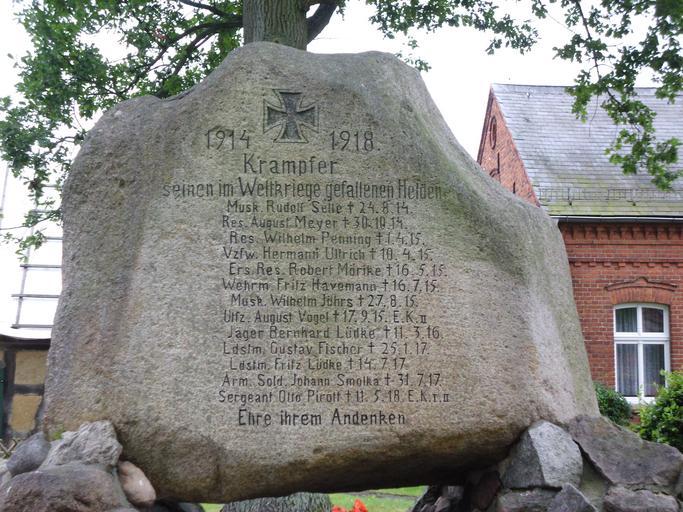 1914 1918.
Krampfer
seinen im Weltkriege gefallenen Helden.
Musk. Rudolf Selle † 24. 8. 14.
Res. August Meyer † 30. 10. 14.
Res. Wilhelm Penning † 1. 4. 15.
Vzfw. Hermann Ullrich † 10. 4. 15.
Ers. Res. Robert Mörike † 16. 5. 15.
Wehrm. Fritz Havemann † 16. 7. 15.
Musk. Wilhelm Jöhrs † 27. 8. 15.
Utfz. August Vogel † 17. 9. 15. E.K. II
Jäger Bernhard Lüdke † 11. 3. 16.
Ldstm. Gustav Fischer † 25. 1. 17.
Ldstm. Fritz Lüdke † 14. 7. 17.
Arm. Sold. Johann Smolka † 31. 7. 17.
Sergeant Otto Pirott † 11. 5. 18. E.K. I. II
Ehre ihrem Andenken